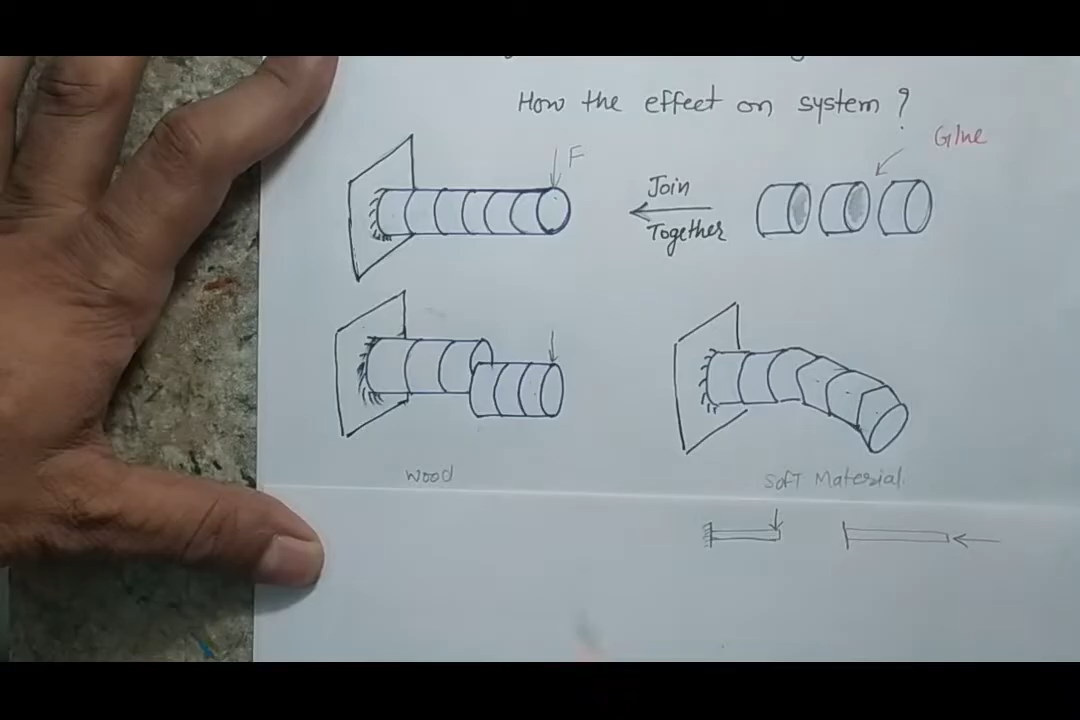 How the effect on system ?
Glue
F
Join
Together
Wood
Soft Material